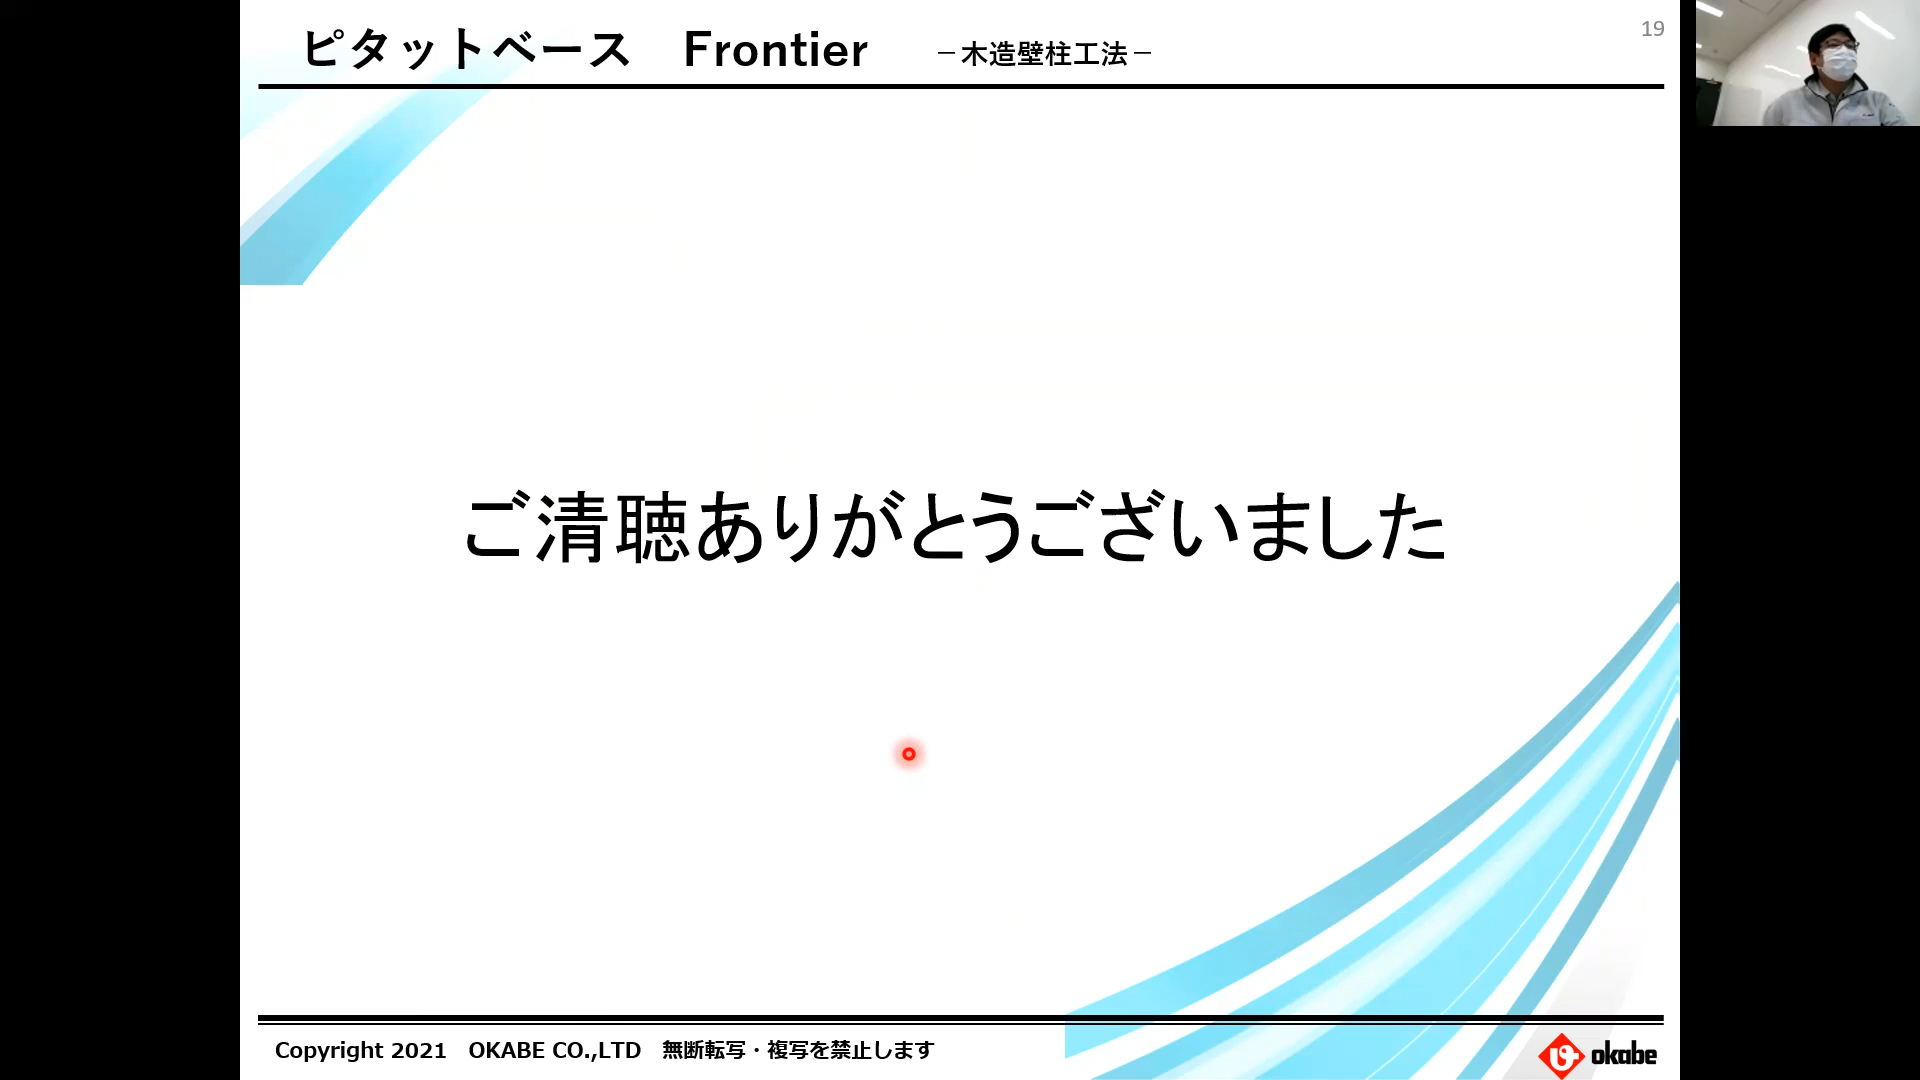 ピタットベース　Frontier　－木造壁柱工法－
19
ご清聴ありがとうございました
Copyright 2021　OKABE CO.,LTD　無断転写・複写を禁止します
okabe